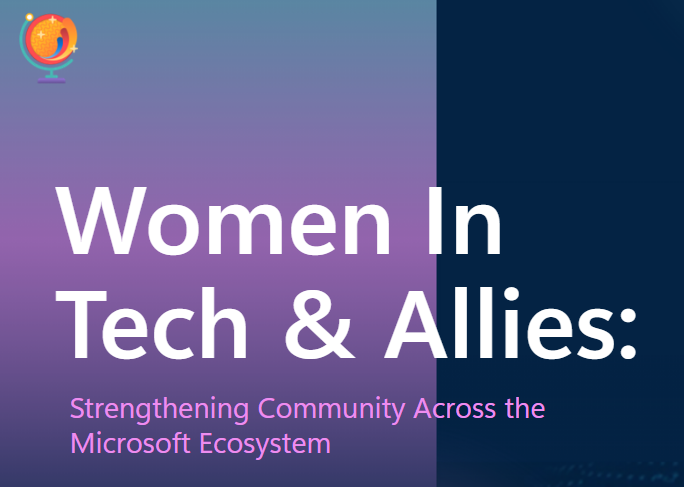 Women In
Tech & Allies:
Strengthening Community Across the
Microsoft Ecosystem